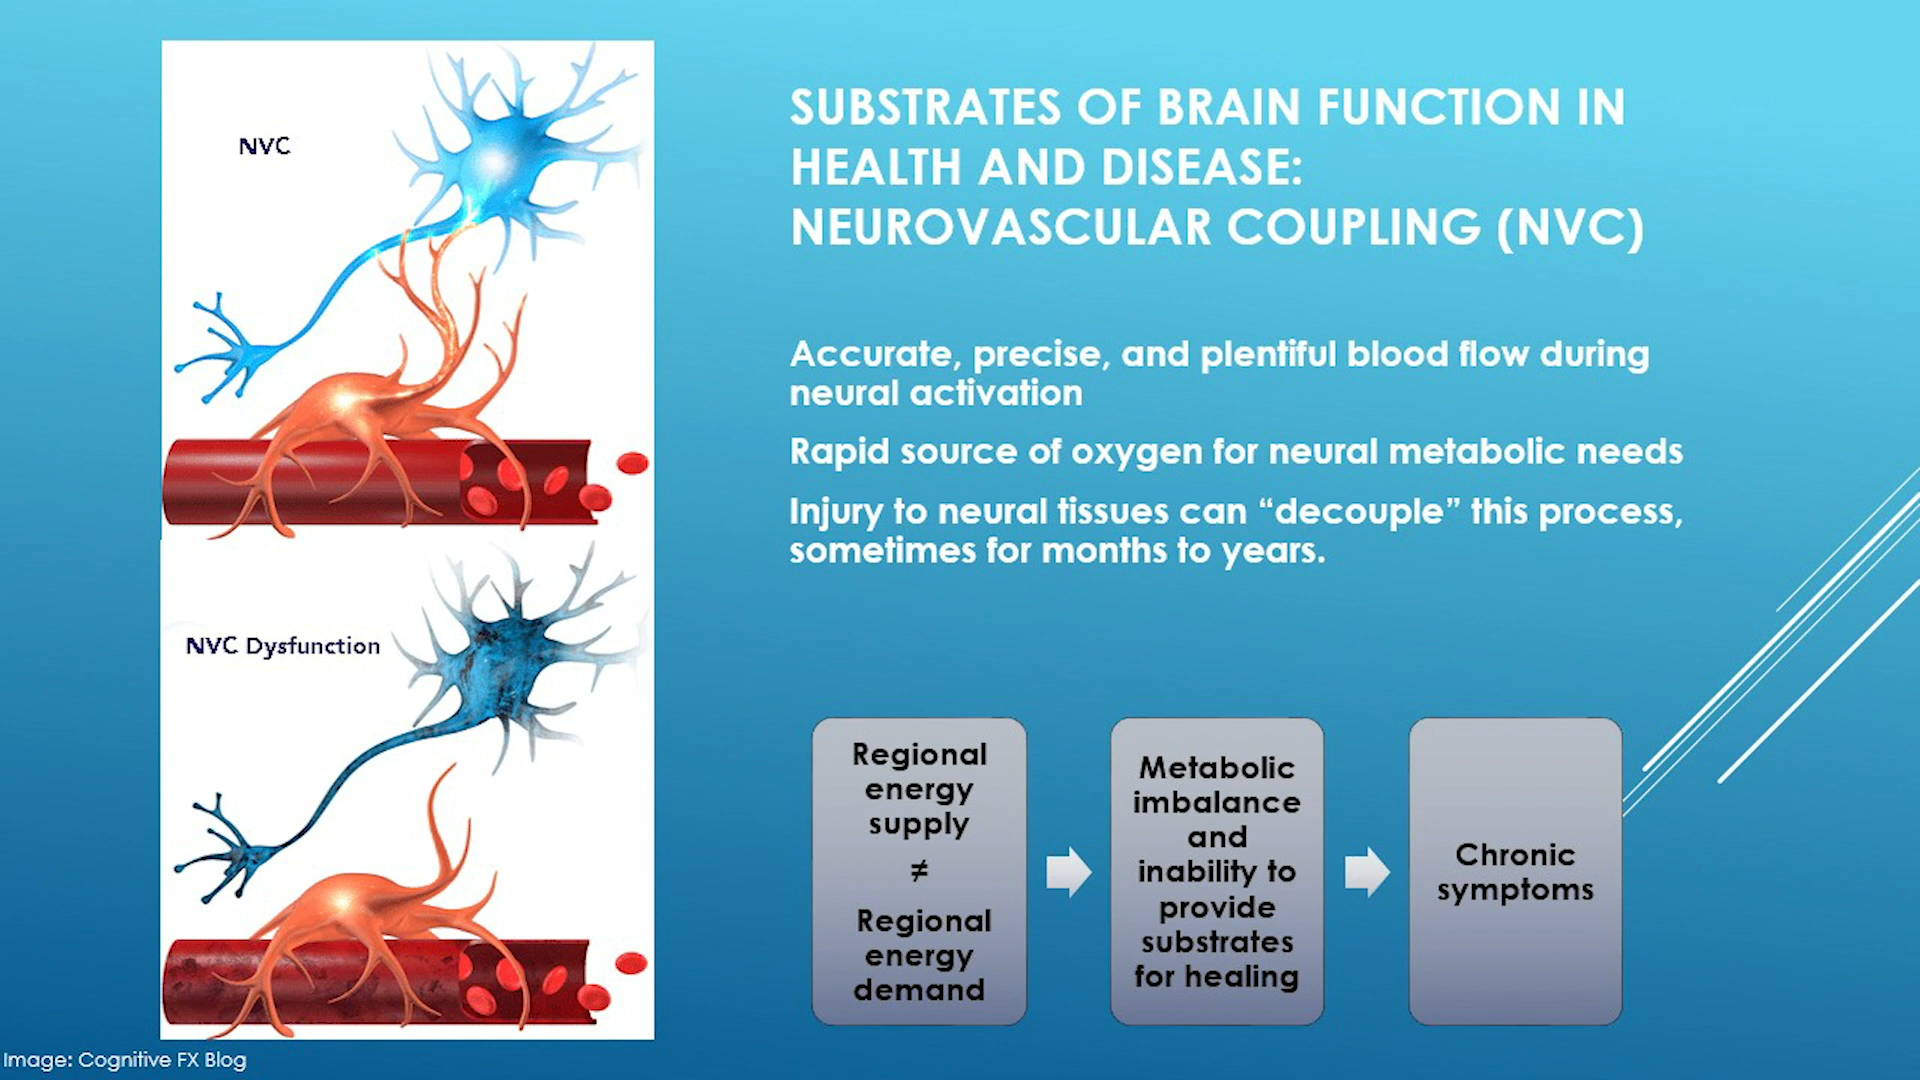 NVC
NVC Dysfunction
Image: Cognitive FX Blog
SUBSTRATES OF BRAIN FUNCTION IN
HEALTH AND DISEASE:
NEUROVASCULAR COUPLING (NVC)
Accurate, precise, and plentiful blood flow during
neural activation
Rapid source of oxygen for neural metabolic needs
Injury to neural tissues can “decouple” this process,
sometimes for months to years.
Regional
energy
supply
≠
Regional
energy
demand
Metabolic
imbalance
and
inability to
provide
substrates
for healing
Chronic
symptoms